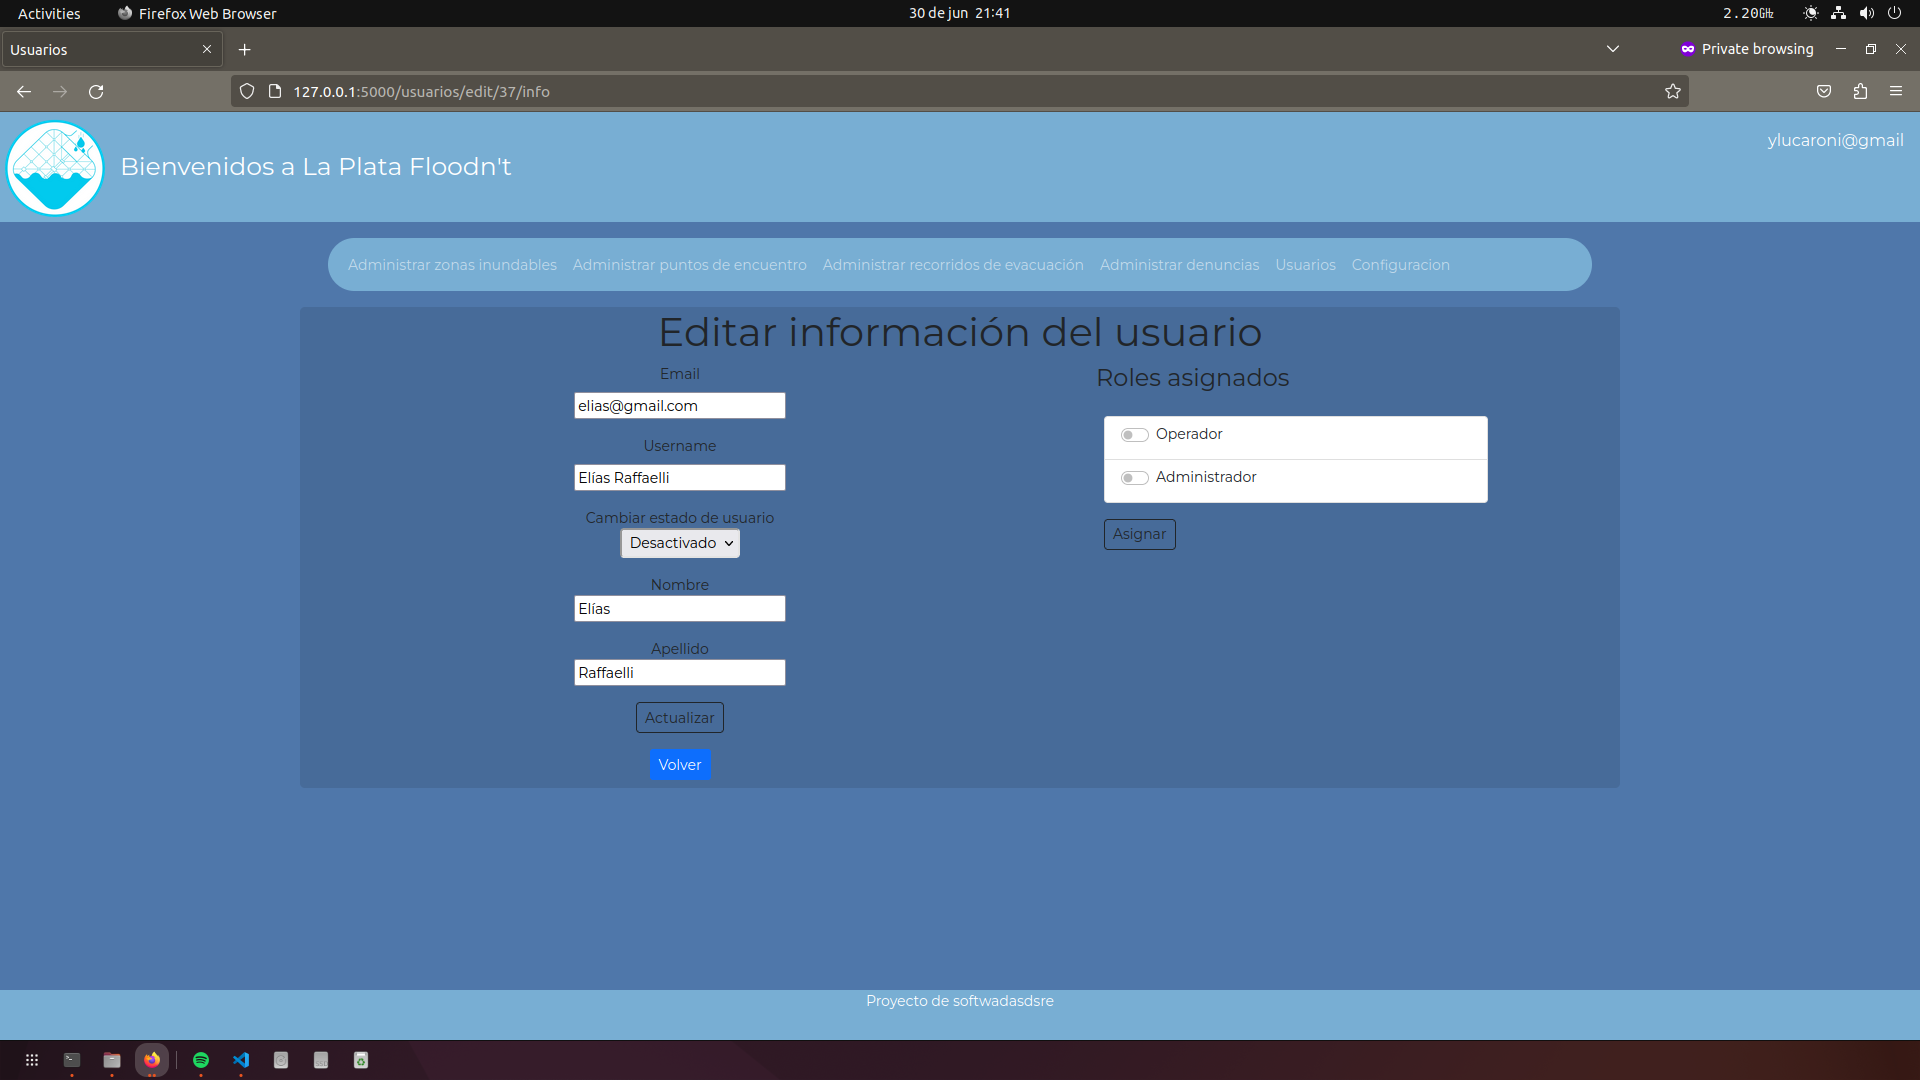 Activities
Firefox Web Browser
30 de jun 21:41
2.20GHz
Usuarios
Private browsing
127.0.0.1:5000/usuarios/edit/37/info
Bienvenidos a La Plata Floodn't
ylucaroni@gmail
Administrar zonas inundables
Administrar puntos de encuentro
Administrar recorridos de evacuación
Administrar denuncias
Usuarios
Configuracion
Editar información del usuario
Email
elias@gmail.com
Username
Elías Raffaelli
Cambiar estado de usuario
Desactivado
Nombre
Elías
Apellido
Raffaelli
Actualizar
Volver
Roles asignados
Operador
Administrador
Asignar
Proyecto de softwadasdsre